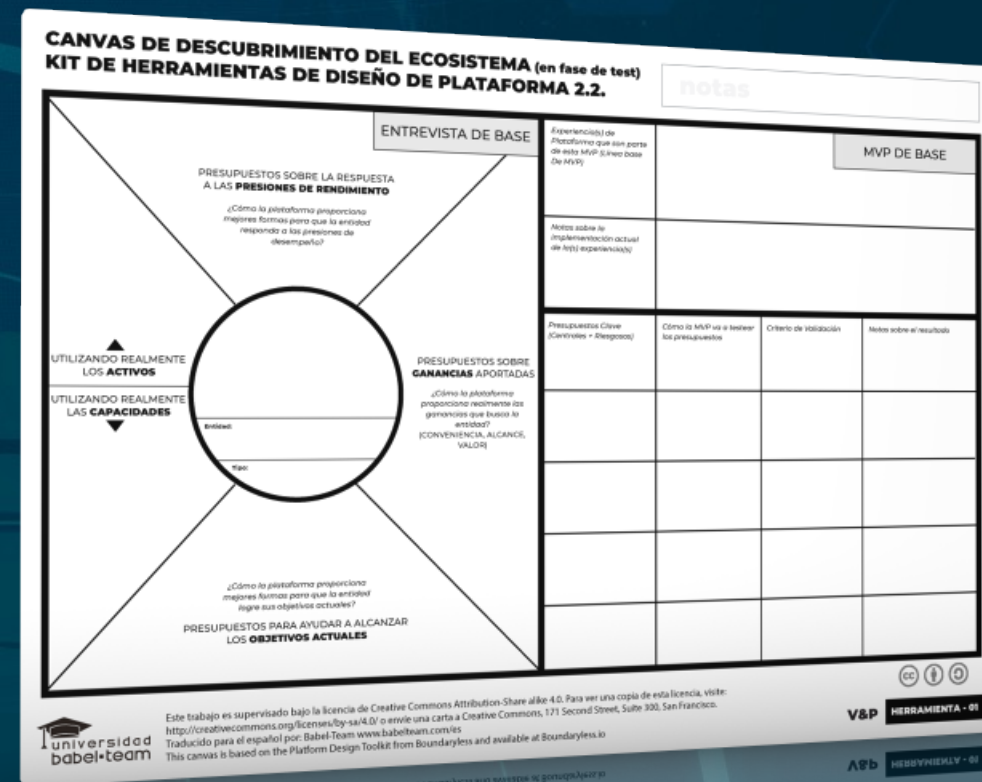 CANVAS DE DESCUBRIMIENTO DEL ECOSISTEMA (en fase de test)
KIT DE HERRAMIENTAS DE DISEÑO DE PLATAFORMA 2.2.
notas
ENTREVISTA DE BASE
PRESUPUESTOS SOBRE LA RESPUESTA
A LAS PRESIONES DE RENDIMIENTO
¿Cómo la plataforma proporciona
mejores formas para que la entidad
responda a las presiones de
desempeño?
UTILIZANDO REALMENTE
LOS ACTIVOS
UTILIZANDO REALMENTE
LAS CAPACIDADES
Entidad:
Tipo:
PRESUPUESTOS SOBRE
GANANCIAS APORTADAS
¿Cómo la plataforma
proporciona realmente las
ganancias que busca la
entidad?
(CONVENIENCIA, ALCANCE,
VALOR)
¿Cómo la plataforma proporciona
mejores formas para que la entidad
logre sus objetivos actuales?
PRESUPUESTOS PARA AYUDAR A ALCANZAR
LOS OBJETIVOS ACTUALES
Experiencia(s) de
Plataforma que son parte
de esta MVP (Línea base
De MVP)
MVP DE BASE
Notas sobre la
implementación actual
de la(s) experiencia(s)
Presupuestos Clave
(Centrales + Riesgosos)
Cómo la MVP va a testear
los presupuestos
Criterio de Validación
Notas sobre el resultado
universidad
babel·team
Este trabajo es supervisado bajo la licencia de Creative Commons Attribution-Share alike 4.0. Para ver una copia de esta licencia, visite:
http://creativecommons.org/licenses/by-sa/4.0/ o envíe una carta a Creative Commons, 171 Second Street, Suite 300, San Francisco.
Traducido para el español por: Babel-Team www.babelteam.com/es
This canvas is based on the Platform Design Toolkit from Boundaryless and available at Boundaryless.io
cc
V&P HERRAMIENTA - 01